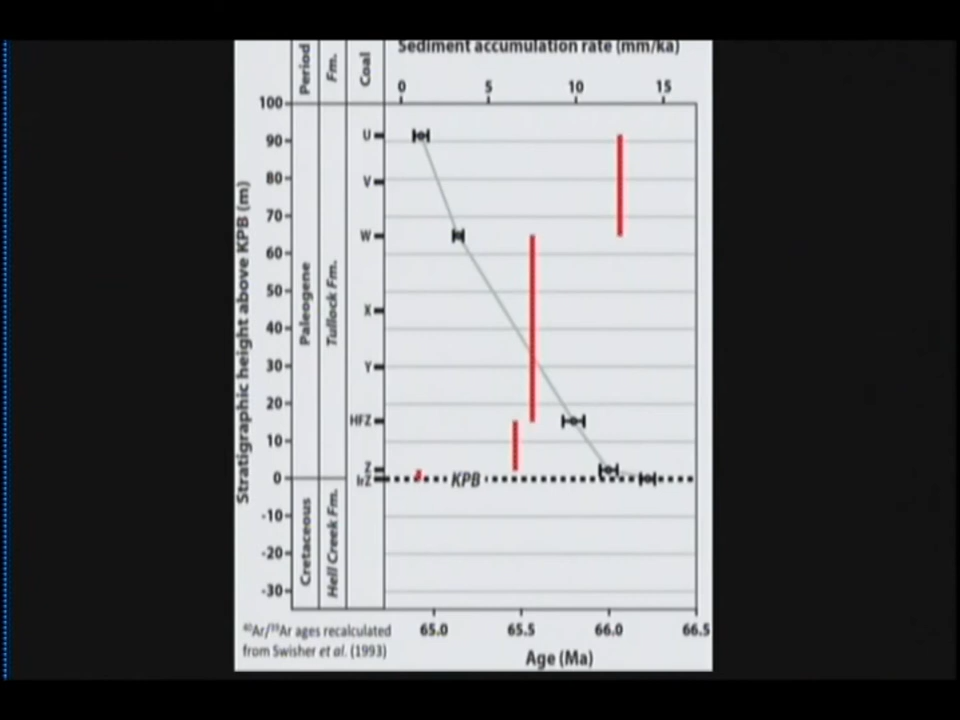 Sediment accumulation rate (mm/ka)
Period
Fm.
Coal
0 5 10 15
100
90
80
70
60
50
40
30
20
10
0
-10
-20
-30
Stratigraphic height above KPB (m)
Paleogene
Cretaceous
Tullock Fm.
Hell Creek Fm.
U
V
W
X
Y
HFZ
Z
IrZ
KPB
65.0 65.5 66.0 66.5
Age (Ma)
⁴⁰Ar/³⁹Ar ages recalculated
from Swisher et al. (1993)